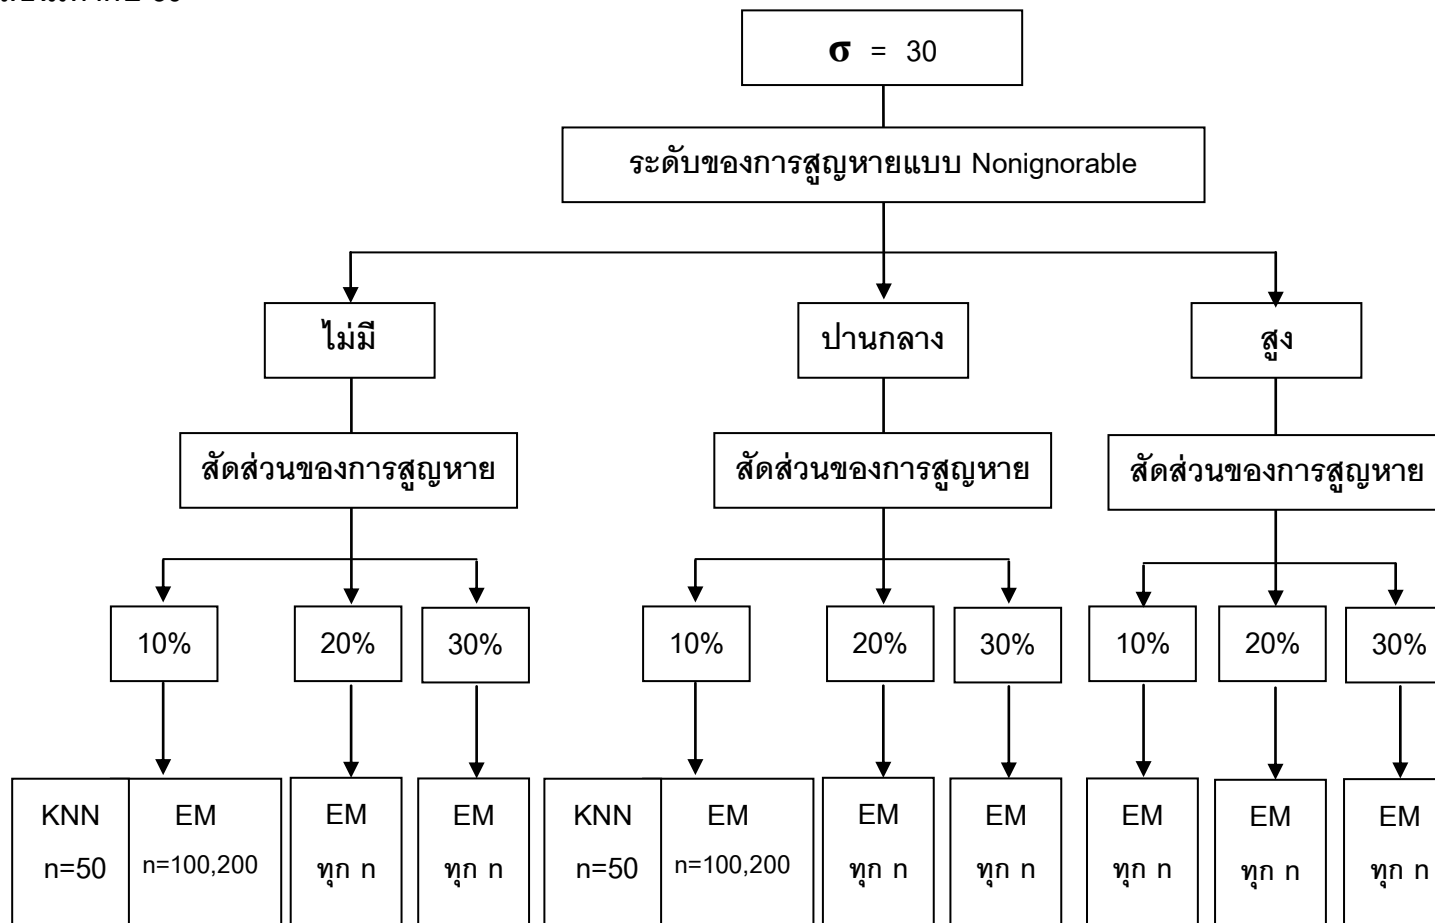 σ = 30
ระดับของการสูญหายแบบ Nonignorable
ไม่มี
ปานกลาง
สูง
สัดส่วนของการสูญหาย
สัดส่วนของการสูญหาย
สัดส่วนของการสูญหาย
10%
20%
30%
10%
20%
30%
10%
20%
30%
KNN
n=50
EM
n=100,200
EM
ทุก n
EM
ทุก n
KNN
n=50
EM
n=100,200
EM
ทุก n
EM
ทุก n
EM
ทุก n
EM
ทุก n
EM
ทุก n